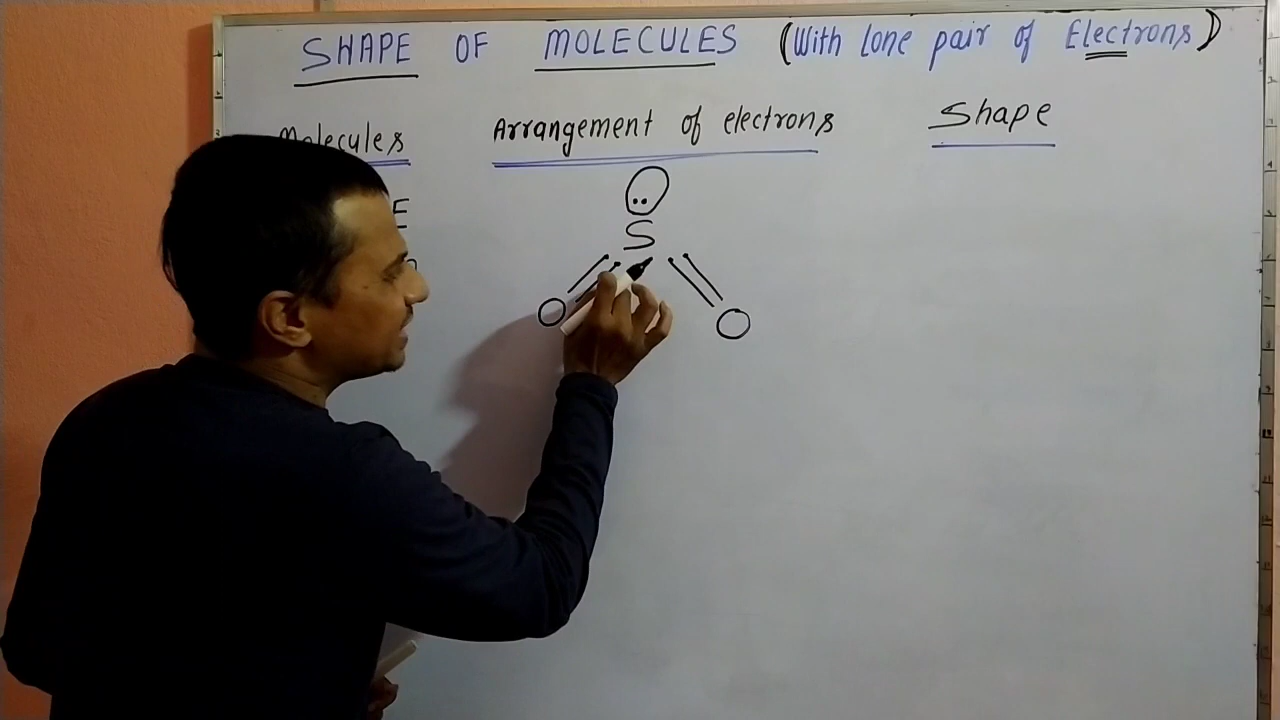 SHAPE OF MOLECULES (With lone pair of Electrons)
Molecules Arrangement of electrons Shape
E
S
O O